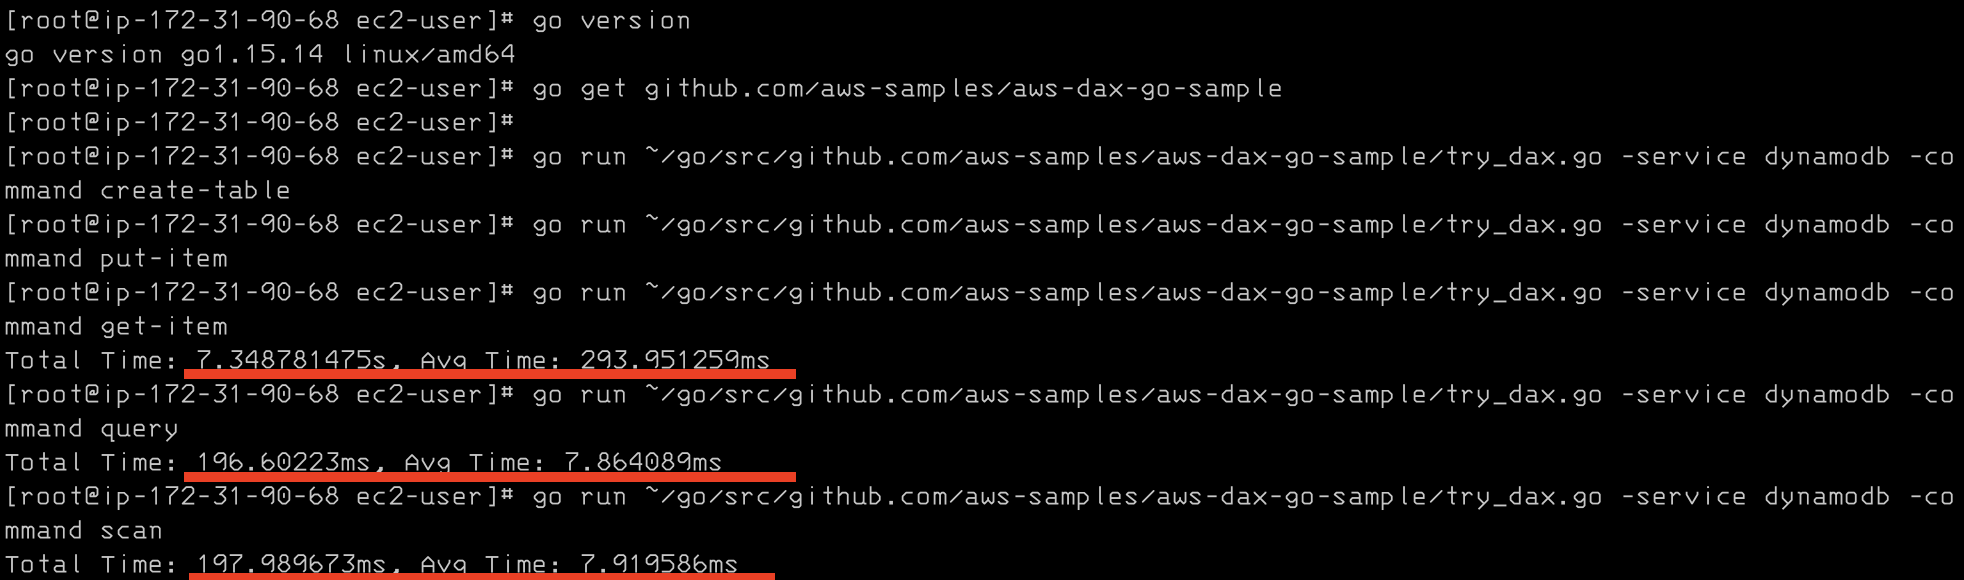 [root@ip-172-31-90-68 ec2-user]# go version
go version go1.15.14 linux/amd64
[root@ip-172-31-90-68 ec2-user]# go get github.com/aws-samples/aws-dax-go-sample
[root@ip-172-31-90-68 ec2-user]#
[root@ip-172-31-90-68 ec2-user]# go run ~/go/src/github.com/aws-samples/aws-dax-go-sample/try_dax.go -service dynamodb -co
mmand create-table
[root@ip-172-31-90-68 ec2-user]# go run ~/go/src/github.com/aws-samples/aws-dax-go-sample/try_dax.go -service dynamodb -co
mmand put-item
[root@ip-172-31-90-68 ec2-user]# go run ~/go/src/github.com/aws-samples/aws-dax-go-sample/try_dax.go -service dynamodb -co
mmand get-item
Total Time: 7.348781475s, Avg Time: 293.951259ms
[root@ip-172-31-90-68 ec2-user]# go run ~/go/src/github.com/aws-samples/aws-dax-go-sample/try_dax.go -service dynamodb -co
mmand query
Total Time: 196.60223ms, Avg Time: 7.864089ms
[root@ip-172-31-90-68 ec2-user]# go run ~/go/src/github.com/aws-samples/aws-dax-go-sample/try_dax.go -service dynamodb -co
mmand scan
Total Time: 197.989673ms, Avg Time: 7.919586ms